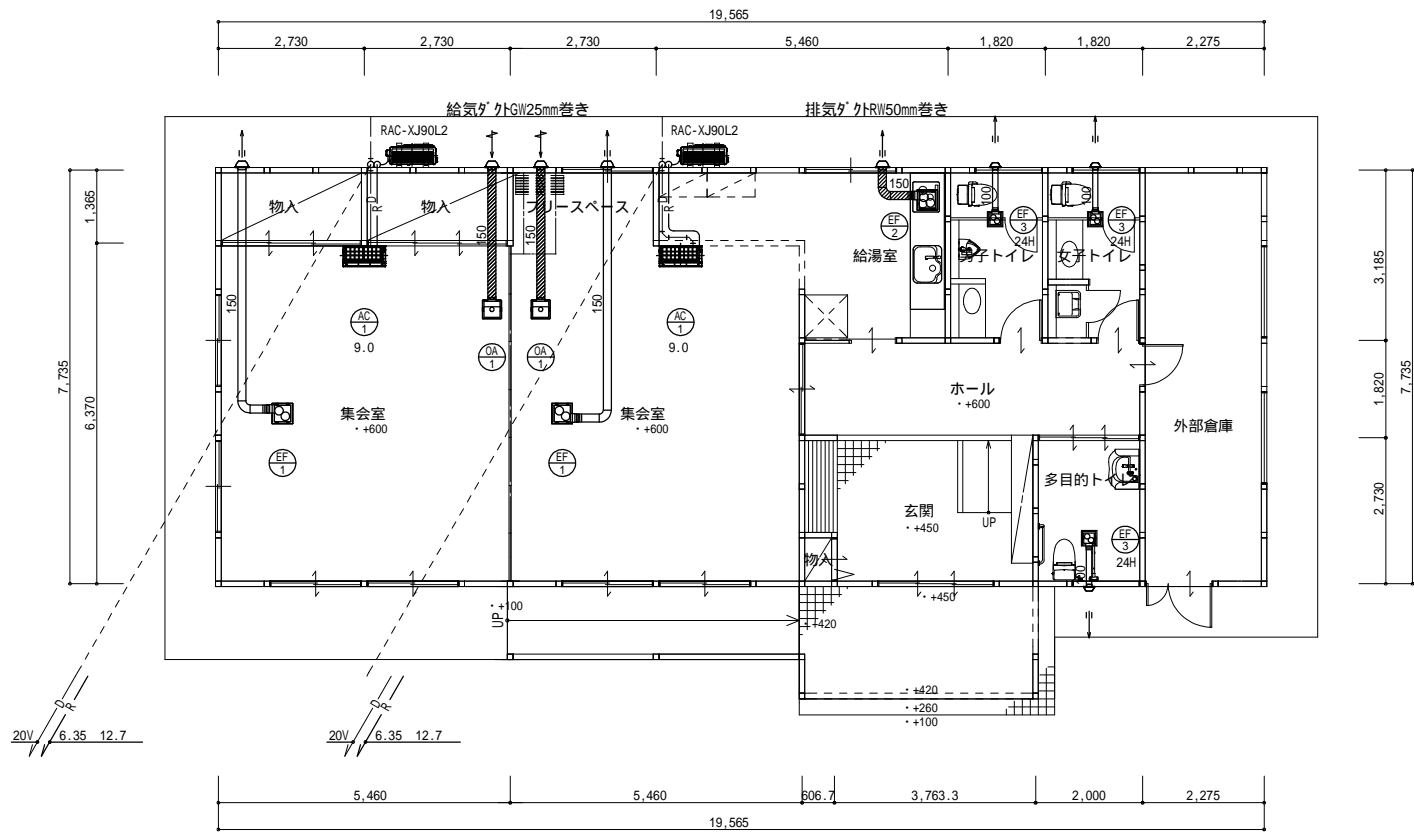 19,565
2,730 2,730 2,730 5,460 1,820 1,820 2,275
給気ダクトGW25mm巻き 排気ダクトRW50mm巻き
RAC-XJ90L2 RAC-XJ90L2
1,365
6,370
7,735
物入 物入 フリースペース
D
R
D
R
150 150 150 150 150 150
100 100
EF
2
EF
3
24H
EF
3
24H
給湯室 男子トイレ 女子トイレ
AC
1
9.0
AC
1
9.0
OA
1
OA
1
集会室
・+600
集会室
・+600
EF
1
EF
1
ホール
・+600
外部倉庫
多目的トイレ
玄関
・+450
UP
物入
EF
3
24H
3,185
1,820
2,730
7,735
・+100
UP
・+420
・+450
・+420
・+260
・+100
D
R
20V 6.35 12.7
D
R
20V 6.35 12.7
5,460 5,460 606.7 3,763.3 2,000 2,275
19,565